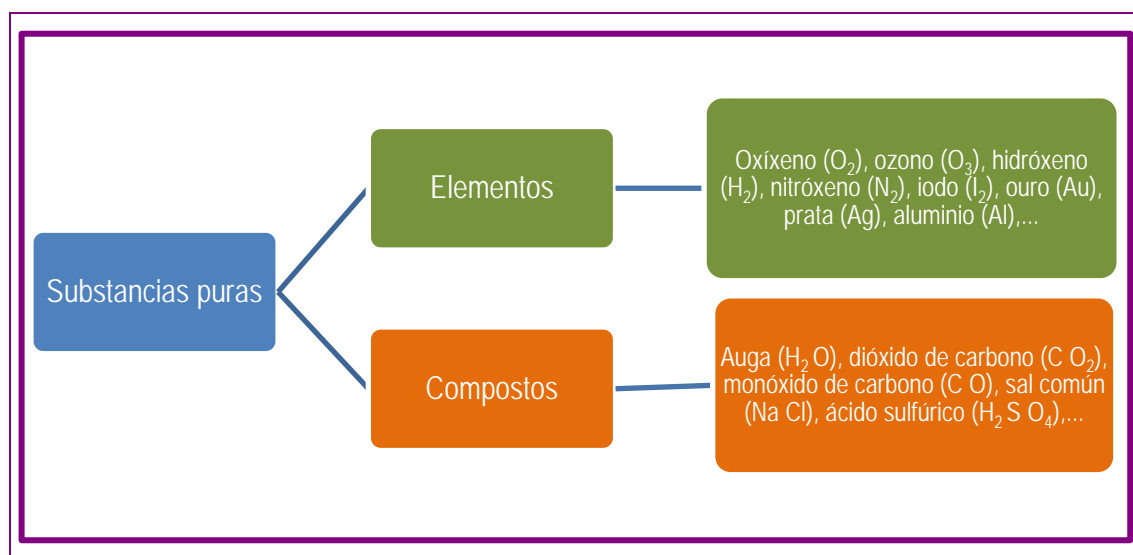 Elementos
Oxíxeno (O₂), ozono (O₃), hidróxeno
(H₂), nitróxeno (N₂), iodo (I₂), ouro (Au),
prata (Ag), aluminio (Al),...
Substancias puras
Compostos
Auga (H₂ O), dióxido de carbono (C O₂),
monóxido de carbono (C O), sal común
(Na Cl), ácido sulfúrico (H₂ S O₄),...